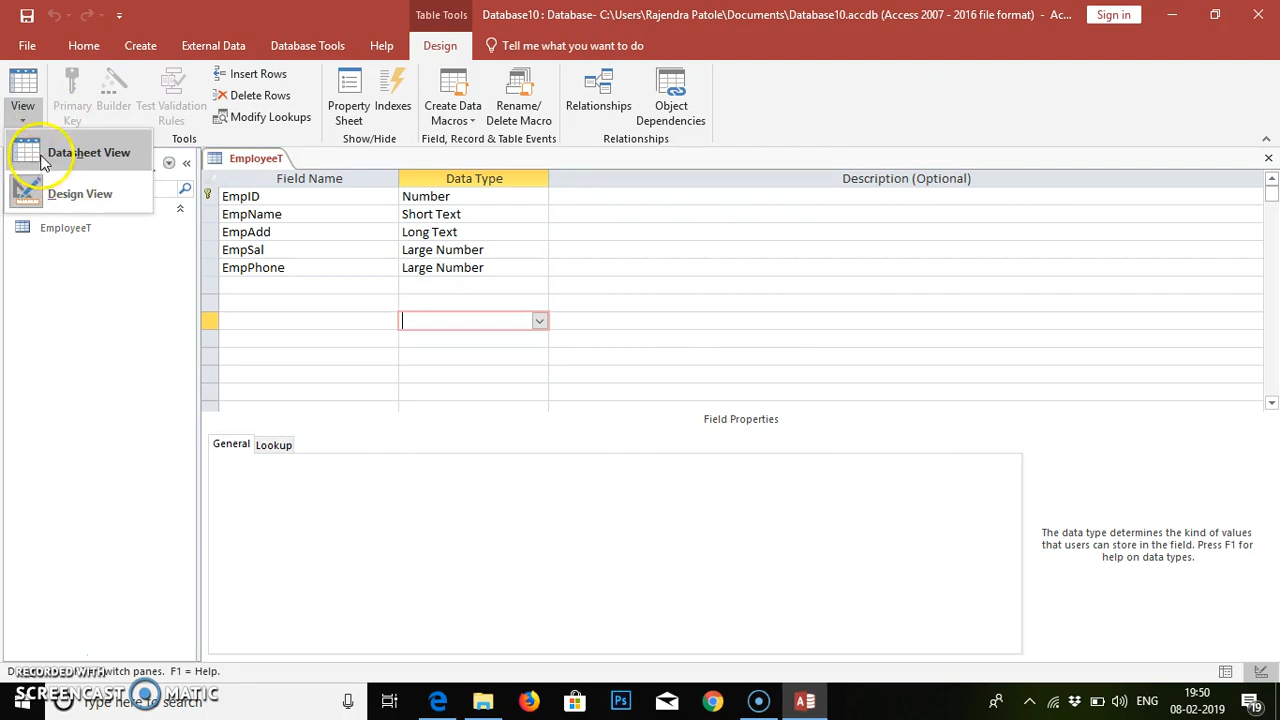 Table Tools
Database10 : Database- C:\Users\Rajendra Patole\Documents\Database10.accdb (Access 2007 - 2016 file format) - Ac...
Sign in
File
Home
Create
External Data
Database Tools
Help
Design
Tell me what you want to do
View
Primary Key
Builder
Test Validation Rules
Insert Rows
Delete Rows
Modify Lookups
Property Sheet
Indexes
Create Data Macros
Rename/ Delete Macro
Relationships
Object Dependencies
Tools
Show/Hide
Field, Record & Table Events
Relationships
Datasheet View
Design View
EmployeeT
EmployeeT
Field Name Data Type Description (Optional)
EmpID Number
EmpName Short Text
EmpAdd Long Text
EmpSal Large Number
EmpPhone Large Number
Field Properties
General
Lookup
The data type determines the kind of values
that users can store in the field. Press F1 for
help on data types.
witch panes. F1 = Help.
RECORDED WITH
SCREENCAST MATIC
Type here to search
ENG
19:50
08-02-2019
19